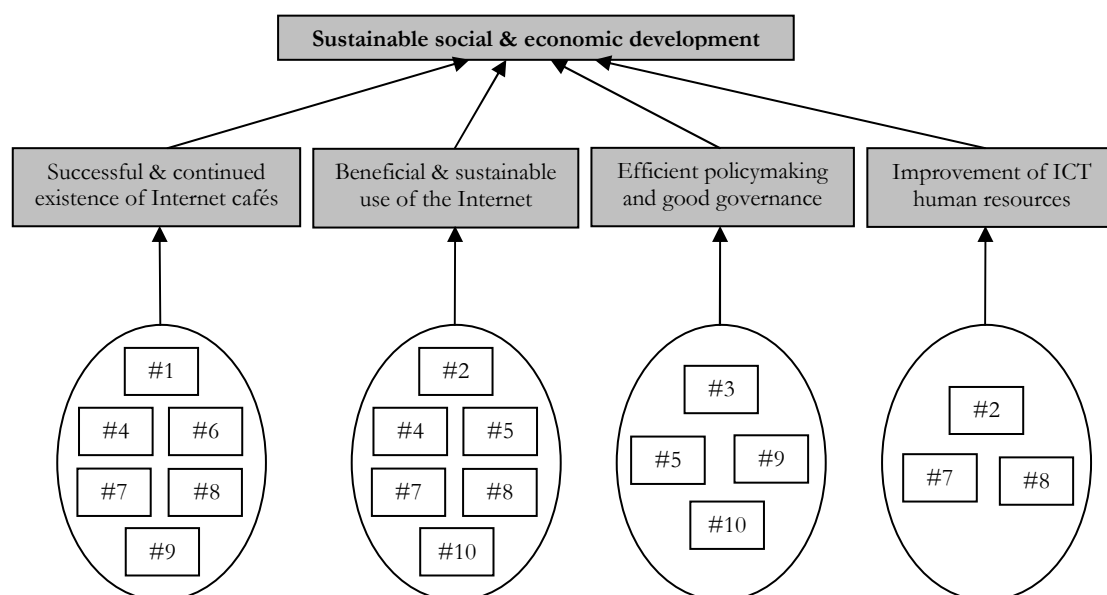 Sustainable social & economic development
Successful & continued
existence of Internet cafés
Beneficial & sustainable
use of the Internet
Efficient policymaking
and good governance
Improvement of ICT
human resources
#1
#4 #6
#7 #8
#9
#2
#4 #5
#7 #8
#10
#3
#5 #9
#10
#2
#7 #8